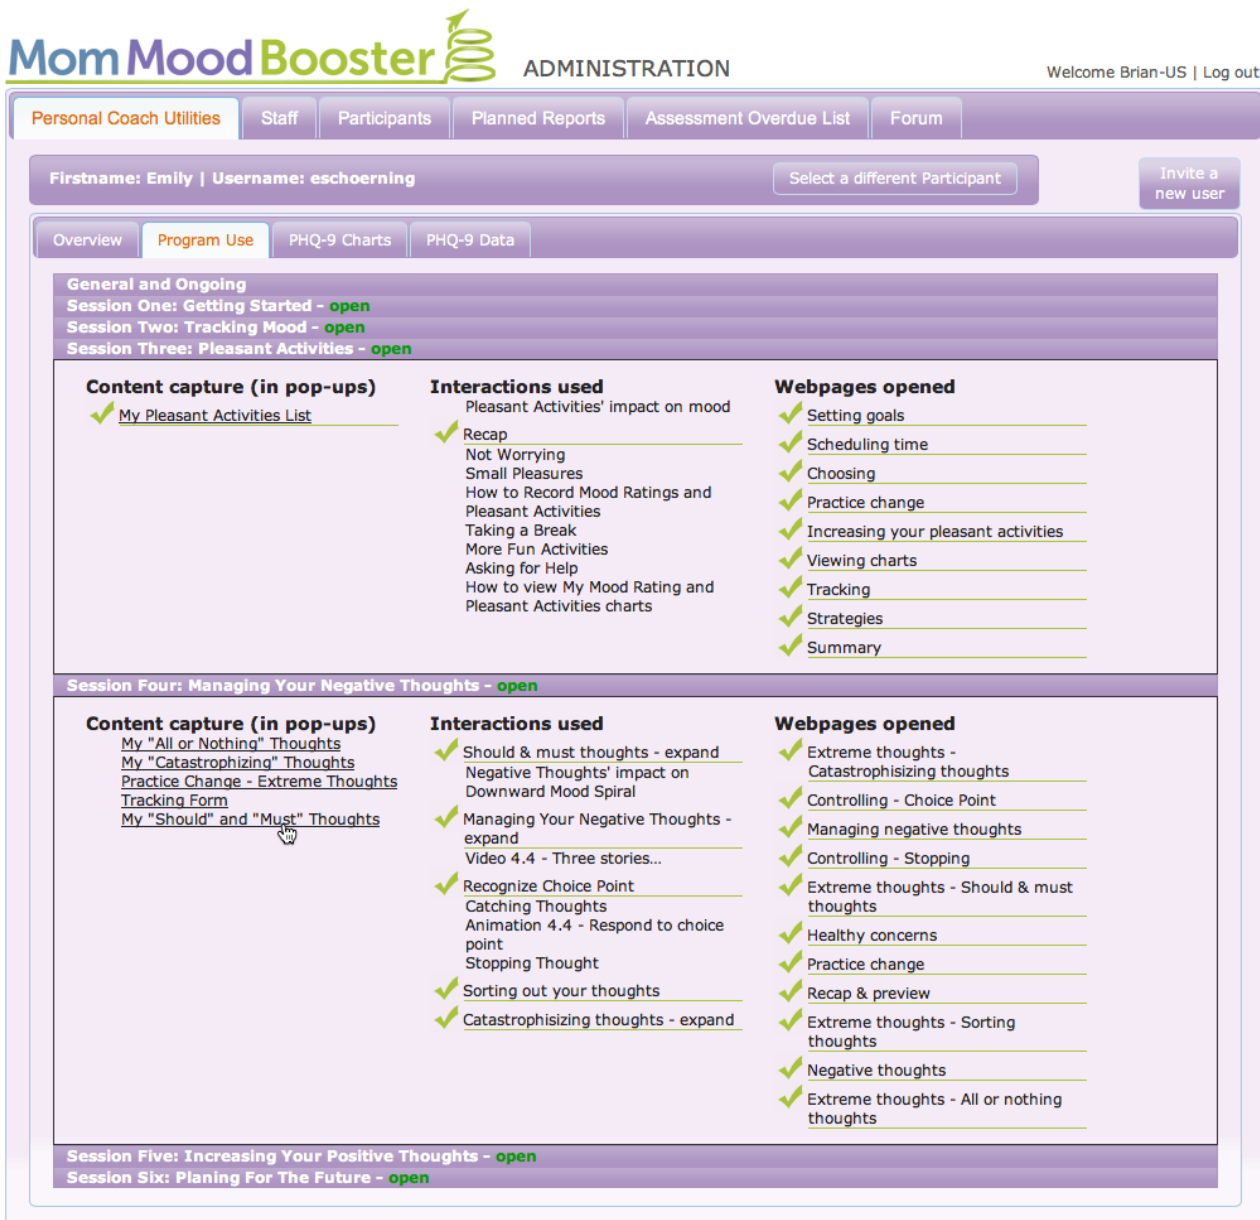 Mom Mood Booster ADMINISTRATION
Welcome Brian-US | Log out
Personal Coach Utilities Staff Participants Planned Reports Assessment Overdue List Forum
Firstname: Emily | Username: eschoerning Select a different Participant
Invite a
new user
Overview Program Use PHQ-9 Charts PHQ-9 Data
General and Ongoing
Session One: Getting Started - open
Session Two: Tracking Mood - open
Session Three: Pleasant Activities - open
Content capture (in pop-ups)
My Pleasant Activities List
Interactions used
Pleasant Activities' impact on mood
Recap
Not Worrying
Small Pleasures
How to Record Mood Ratings and
Pleasant Activities
Taking a Break
More Fun Activities
Asking for Help
How to view My Mood Rating and
Pleasant Activities charts
Webpages opened
Setting goals
Scheduling time
Choosing
Practice change
Increasing your pleasant activities
Viewing charts
Tracking
Strategies
Summary
Session Four: Managing Your Negative Thoughts - open
Content capture (in pop-ups)
My "All or Nothing" Thoughts
My "Catastrophizing" Thoughts
Practice Change - Extreme Thoughts
Tracking Form
My "Should" and "Must" Thoughts
Interactions used
Should & must thoughts - expand
Negative Thoughts' impact on
Downward Mood Spiral
Managing Your Negative Thoughts -
expand
Video 4.4 - Three stories...
Recognize Choice Point
Catching Thoughts
Animation 4.4 - Respond to choice
point
Stopping Thought
Sorting out your thoughts
Catastrophisizing thoughts - expand
Webpages opened
Extreme thoughts -
Catastrophisizing thoughts
Controlling - Choice Point
Managing negative thoughts
Controlling - Stopping
Extreme thoughts - Should & must
thoughts
Healthy concerns
Practice change
Recap & preview
Extreme thoughts - Sorting
thoughts
Negative thoughts
Extreme thoughts - All or nothing
thoughts
Session Five: Increasing Your Positive Thoughts - open
Session Six: Planing For The Future - open